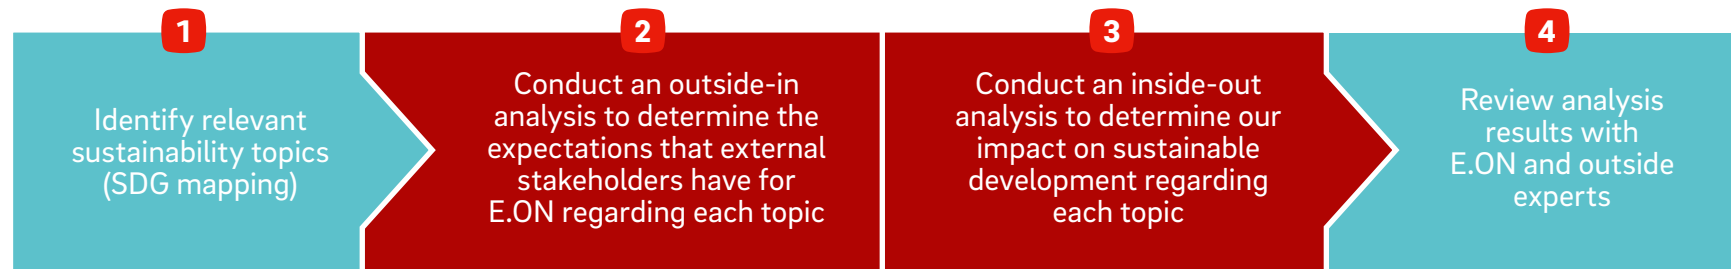 1
Identify relevant
sustainability topics
(SDG mapping)
2
Conduct an outside-in
analysis to determine the
expectations that external
stakeholders have for
E.ON regarding each topic
3
Conduct an inside-out
analysis to determine our
impact on sustainable
development regarding
each topic
4
Review analysis
results with
E.ON and outside
experts